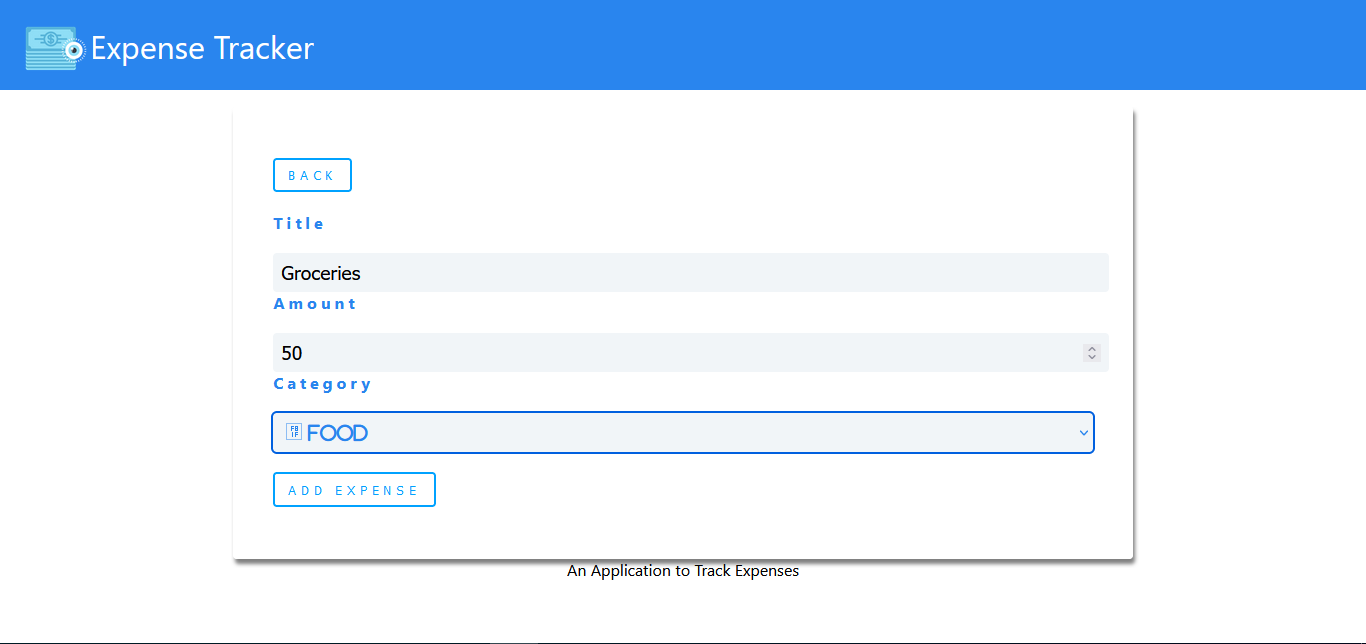 Expense Tracker
BACK
Title
Groceries
Amount
50
Category
FOOD
ADD EXPENSE
An Application to Track Expenses